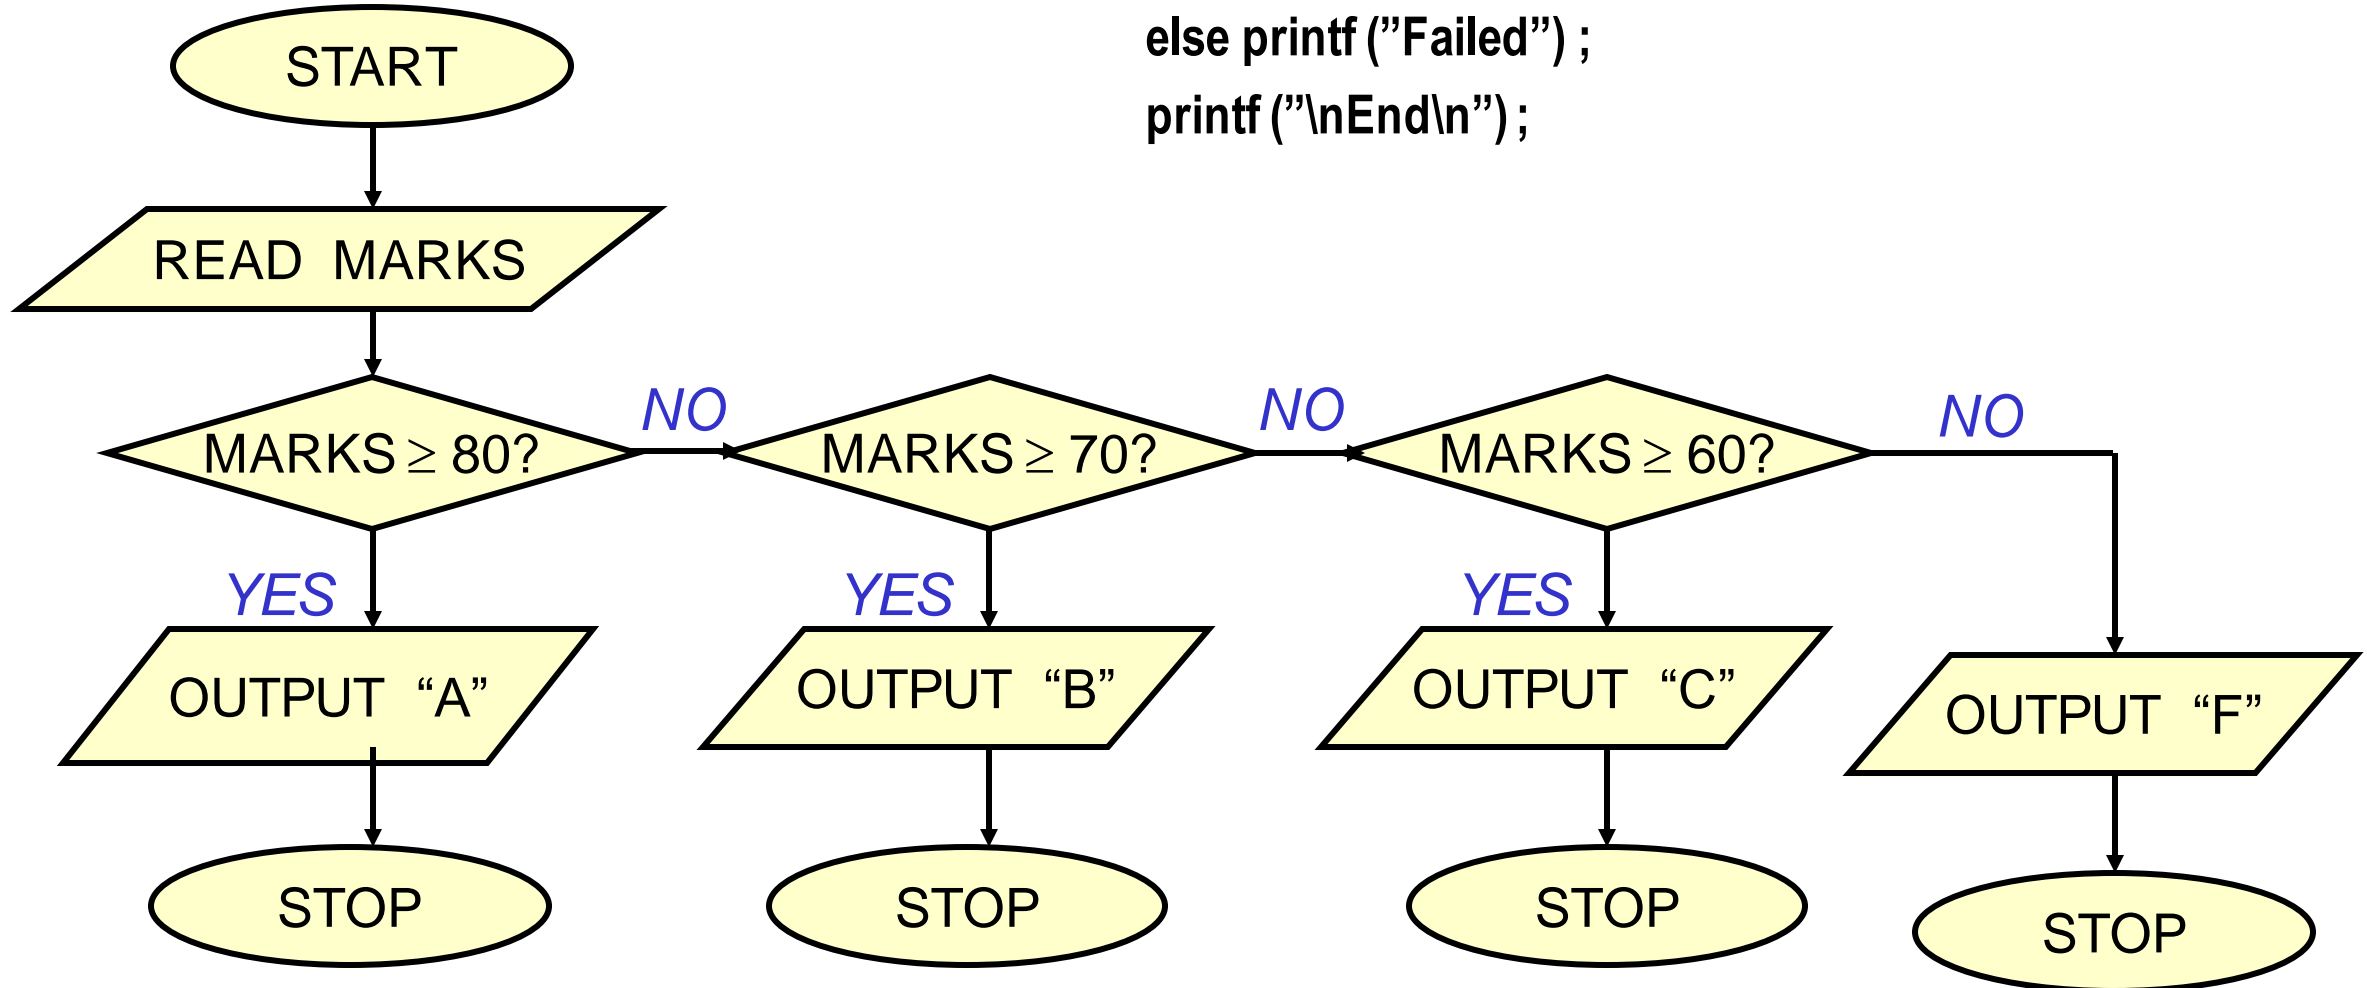 else printf (”Failed”) ;
printf (”\nEnd\n”) ;
START
READ MARKS
MARKS ≥ 80?
NO
MARKS ≥ 70?
NO
MARKS ≥ 60?
NO
YES
YES
YES
OUTPUT “A”
OUTPUT “B”
OUTPUT “C”
OUTPUT “F”
STOP
STOP
STOP
STOP